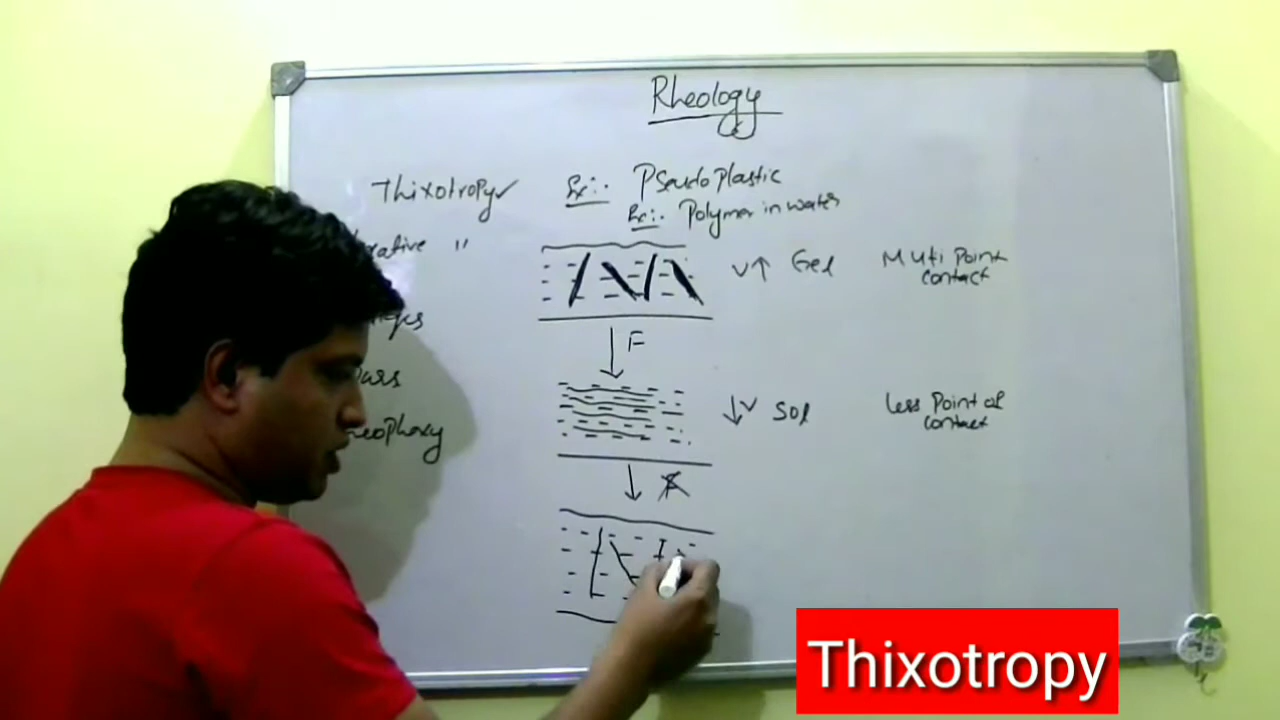 Rheology
Thixotropy✓ Ex:- Pseudoplastic
Ex:- Polymer in water
"
V↑ Gel Multi Point
contact
↓ F
↓V Sol Less Point of
contact
↓ F
Thixotropy